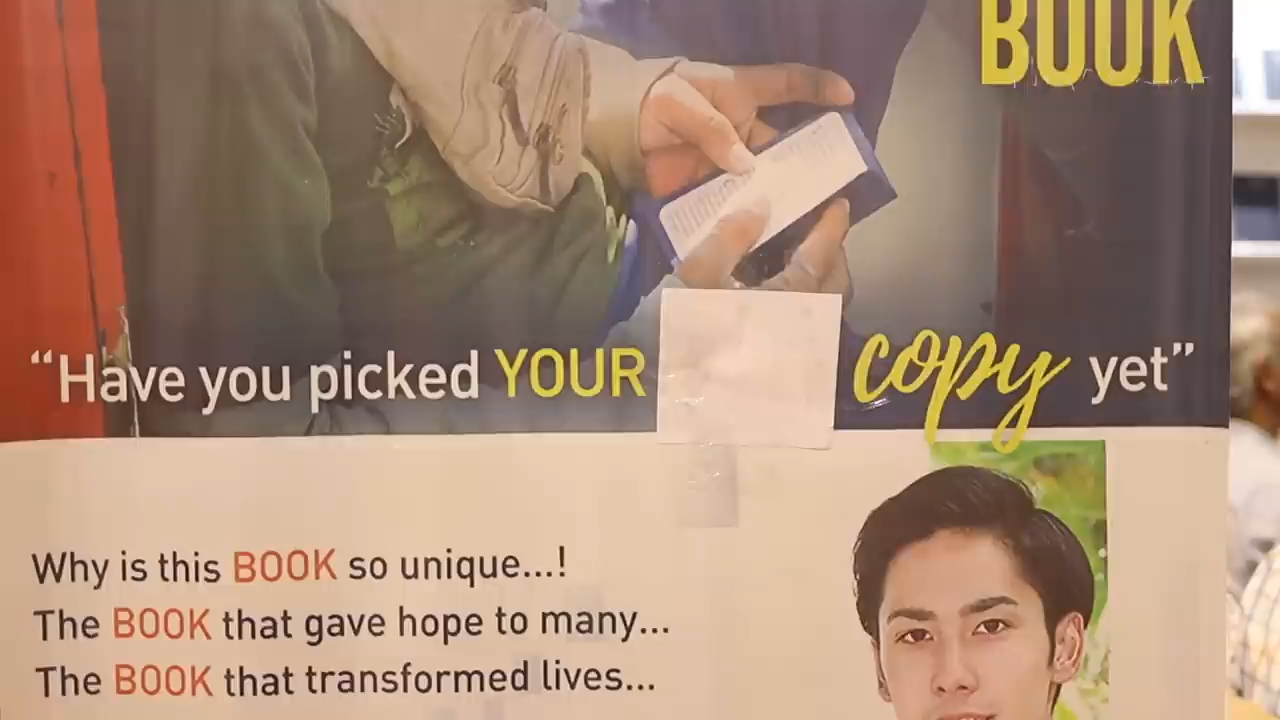 BOOK
“Have you picked YOUR copy yet”
Why is this BOOK so unique...!
The BOOK that gave hope to many...
The BOOK that transformed lives...